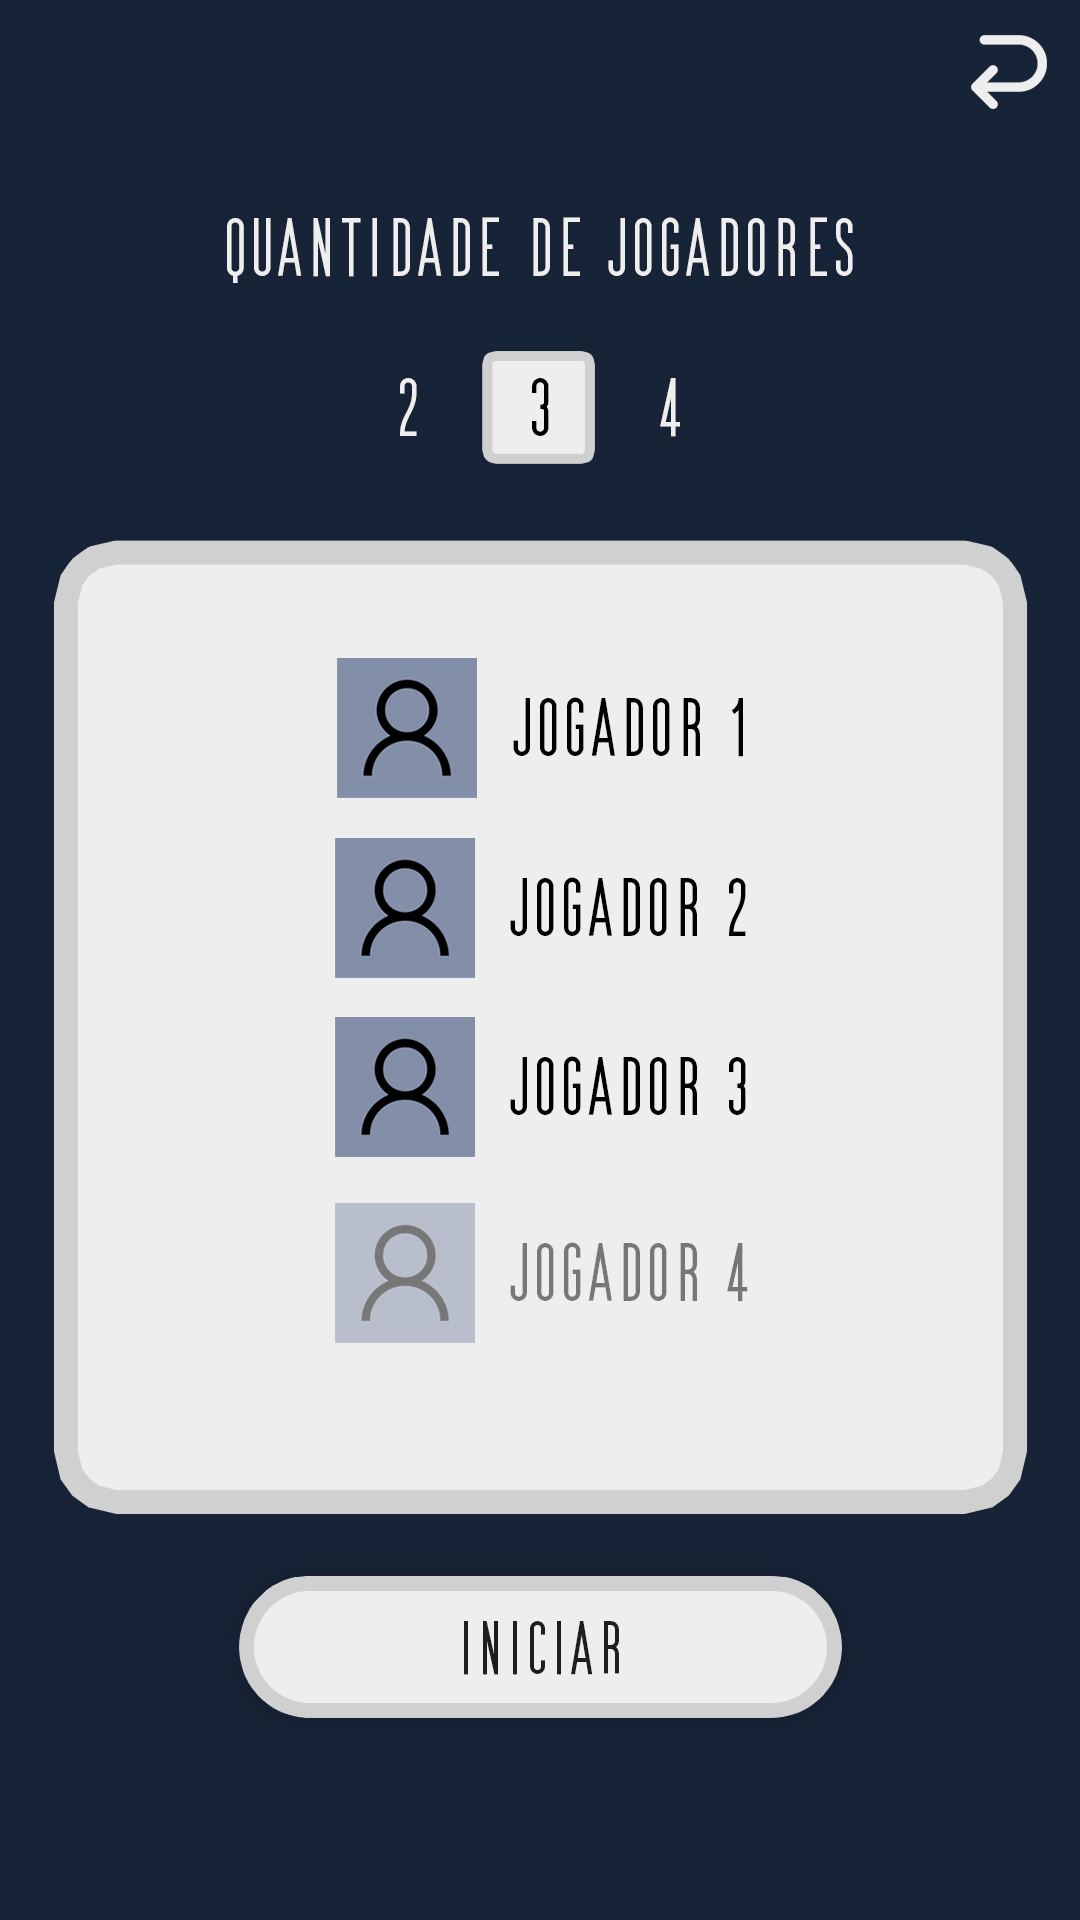 QUANTIDADE DE JOGADORES
2 3 4
JOGADOR 1
JOGADOR 2
JOGADOR 3
JOGADOR 4
INICIAR